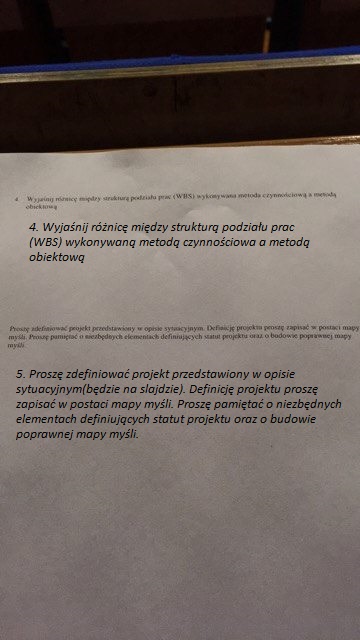 4. Wyjaśnij różnicę między strukturą podziału prac (WBS) wykonywana metoda czynnościową a metodą
obiektową
4. Wyjaśnij różnicę między strukturą podziału prac
(WBS) wykonywaną metodą czynnościowa a metodą
obiektową
Proszę zdefiniować projekt przedstawiony w opisie sytuacyjnym. Definicję projektu proszę zapisać w postaci mapy
myśli. Proszę pamiętać o niezbędnych elementach definiujących statut projektu oraz o budowie poprawnej mapy
myśli.
5. Proszę zdefiniować projekt przedstawiony w opisie
sytuacyjnym(będzie na slajdzie). Definicję projektu proszę
zapisać w postaci mapy myśli. Proszę pamiętać o niezbędnych
elementach definiujących statut projektu oraz o budowie
poprawnej mapy myśli.